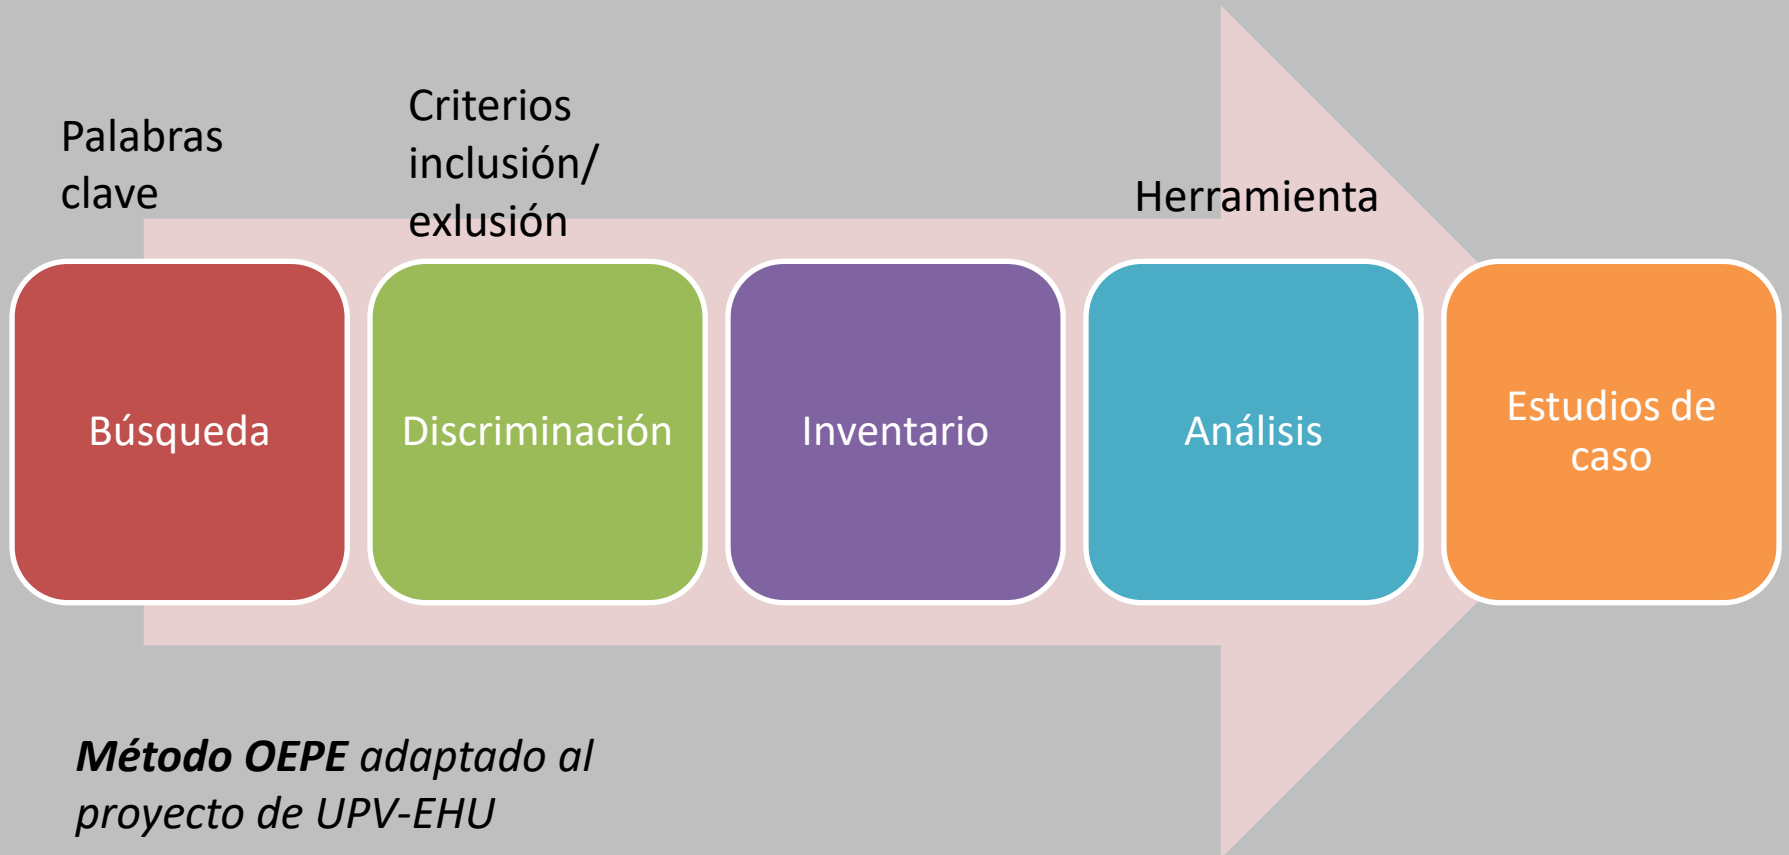 Palabras
clave
Criterios
inclusión/
exlusión
Herramienta
Búsqueda
Discriminación
Inventario
Análisis
Estudios de
caso
Método OEPE adaptado al
proyecto de UPV-EHU